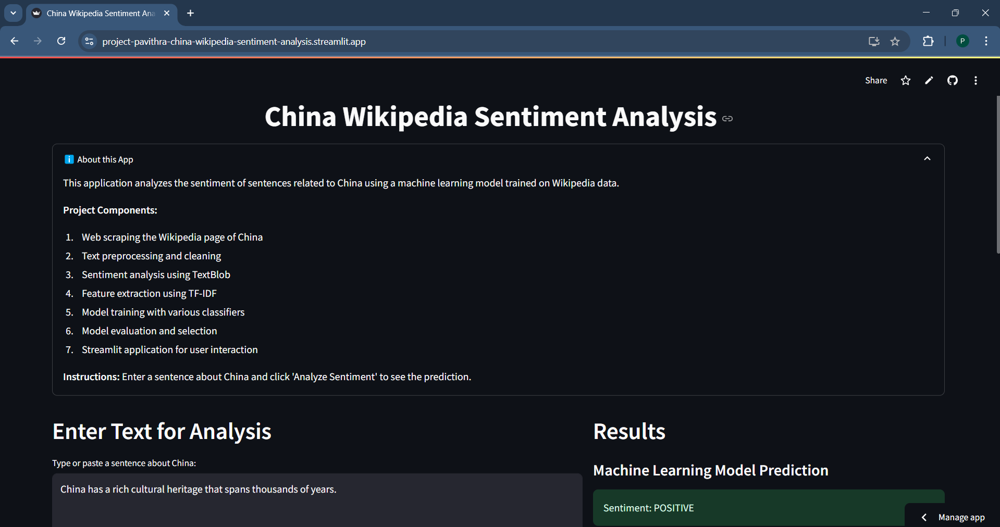 China Wikipedia Sentiment Ana
project-pavithra-china-wikipedia-sentiment-analysis.streamlit.app
P
Share
China Wikipedia Sentiment Analysis
i About this App
This application analyzes the sentiment of sentences related to China using a machine learning model trained on Wikipedia data.
Project Components:
1. Web scraping the Wikipedia page of China
2. Text preprocessing and cleaning
3. Sentiment analysis using TextBlob
4. Feature extraction using TF-IDF
5. Model training with various classifiers
6. Model evaluation and selection
7. Streamlit application for user interaction
Instructions: Enter a sentence about China and click 'Analyze Sentiment' to see the prediction.
Enter Text for Analysis
Type or paste a sentence about China:
China has a rich cultural heritage that spans thousands of years.
Results
Machine Learning Model Prediction
Sentiment: POSITIVE
Manage app